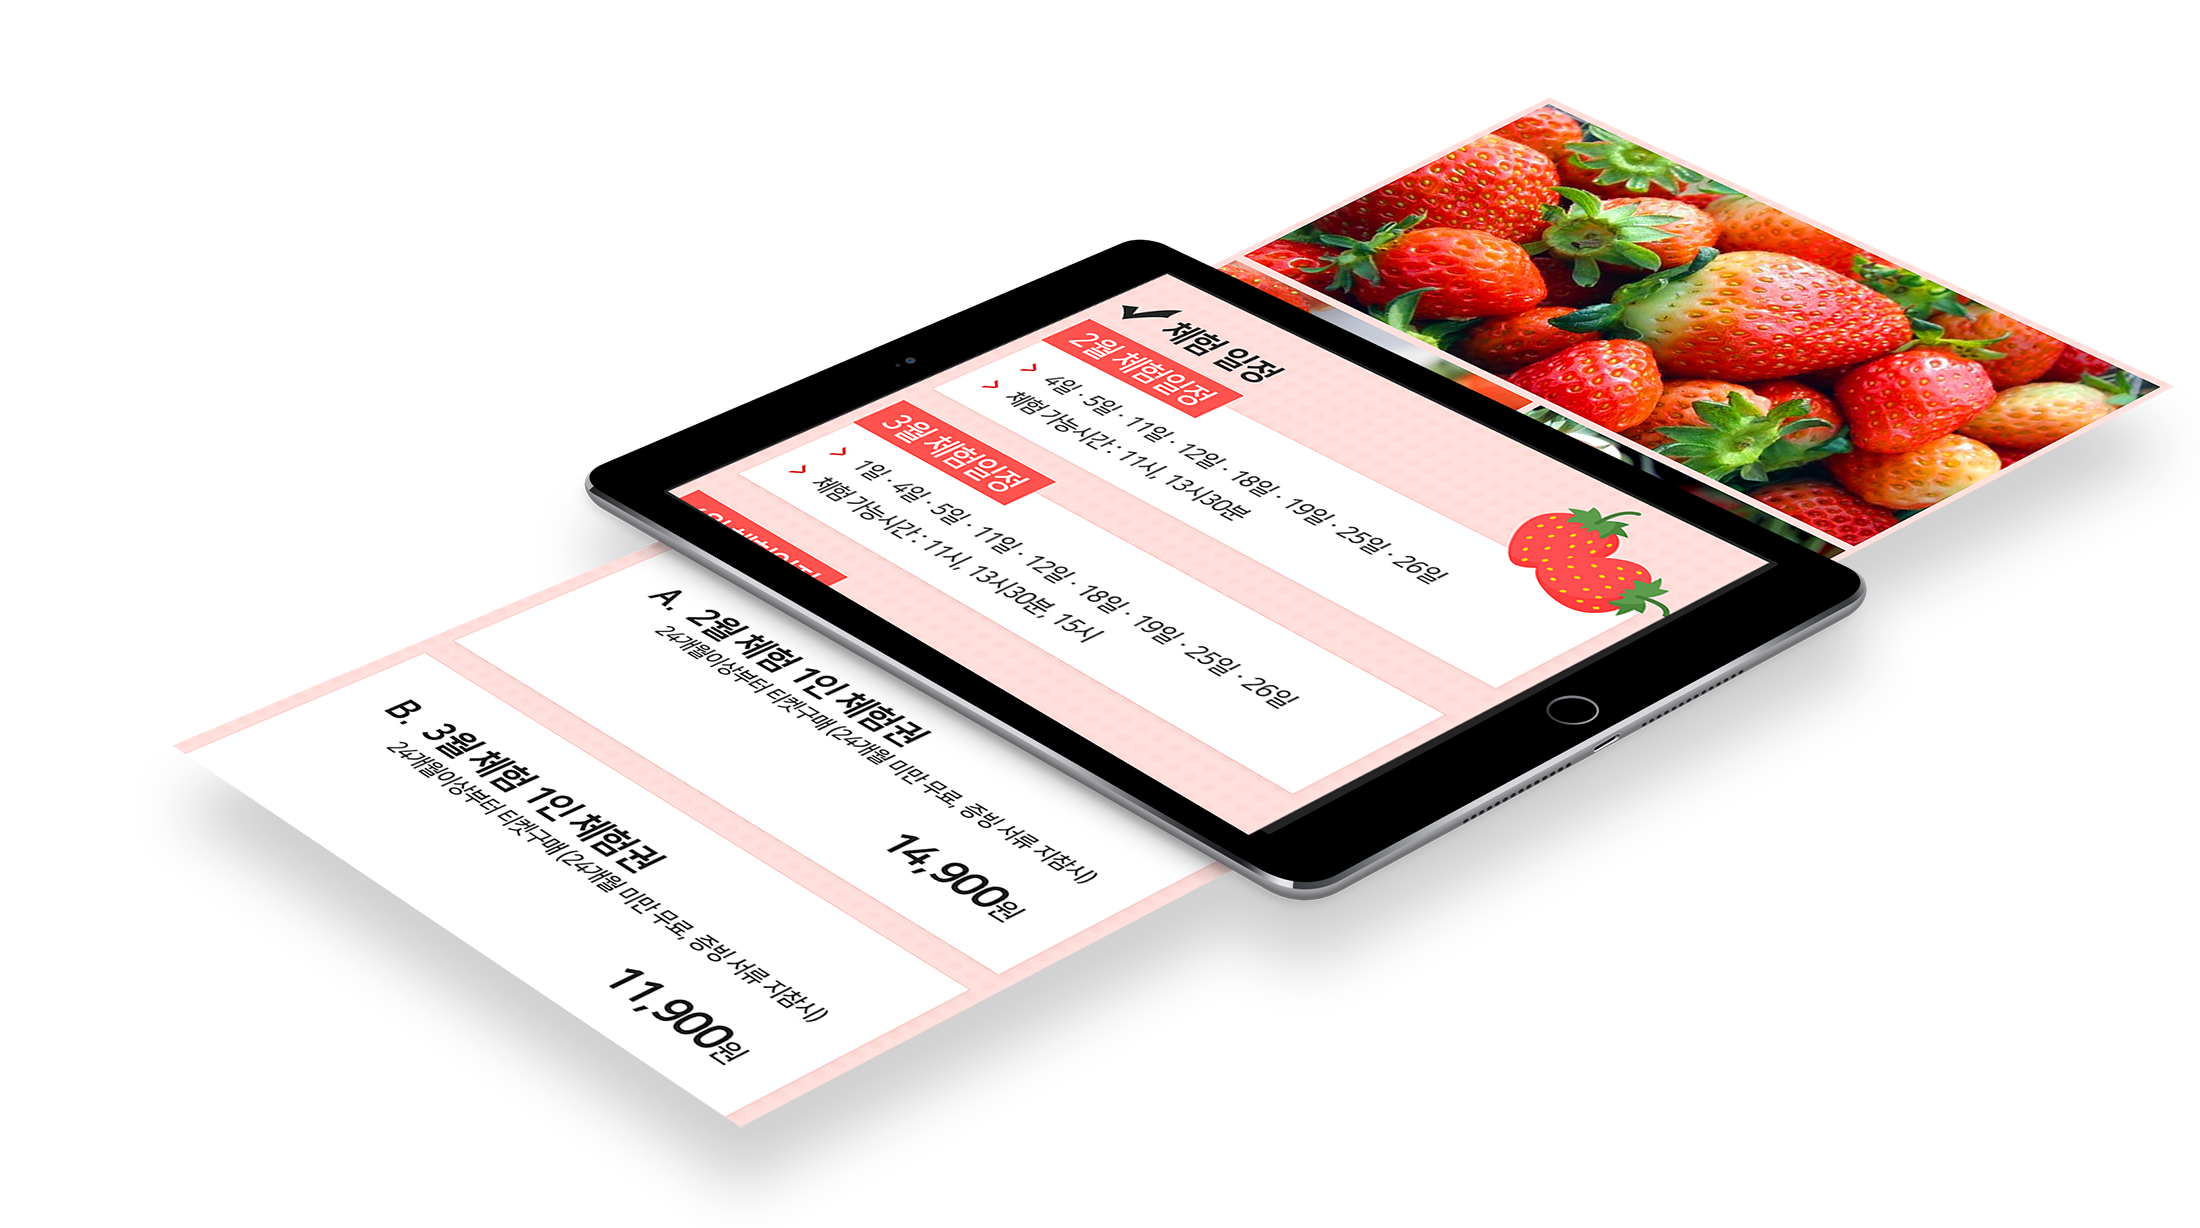 체험 일정
2월 체험일정
4일 · 5일 · 11일 · 12일 · 18일 · 19일 · 25일 · 26일
체험 가능시간 : 11시, 13시30분
3월 체험일정
1일 · 4일 · 5일 · 11일 · 12일 · 18일 · 19일 · 25일 · 26일
체험 가능시간 : 11시, 13시30분, 15시
A. 2월 체험 1인 체험권
24개월이상부터 티켓구매 (24개월 미만 무료, 증빙 서류 지참시)
14,900원
B. 3월 체험 1인 체험권
24개월이상부터 티켓구매 (24개월 미만 무료, 증빙 서류 지참시)
11,900원